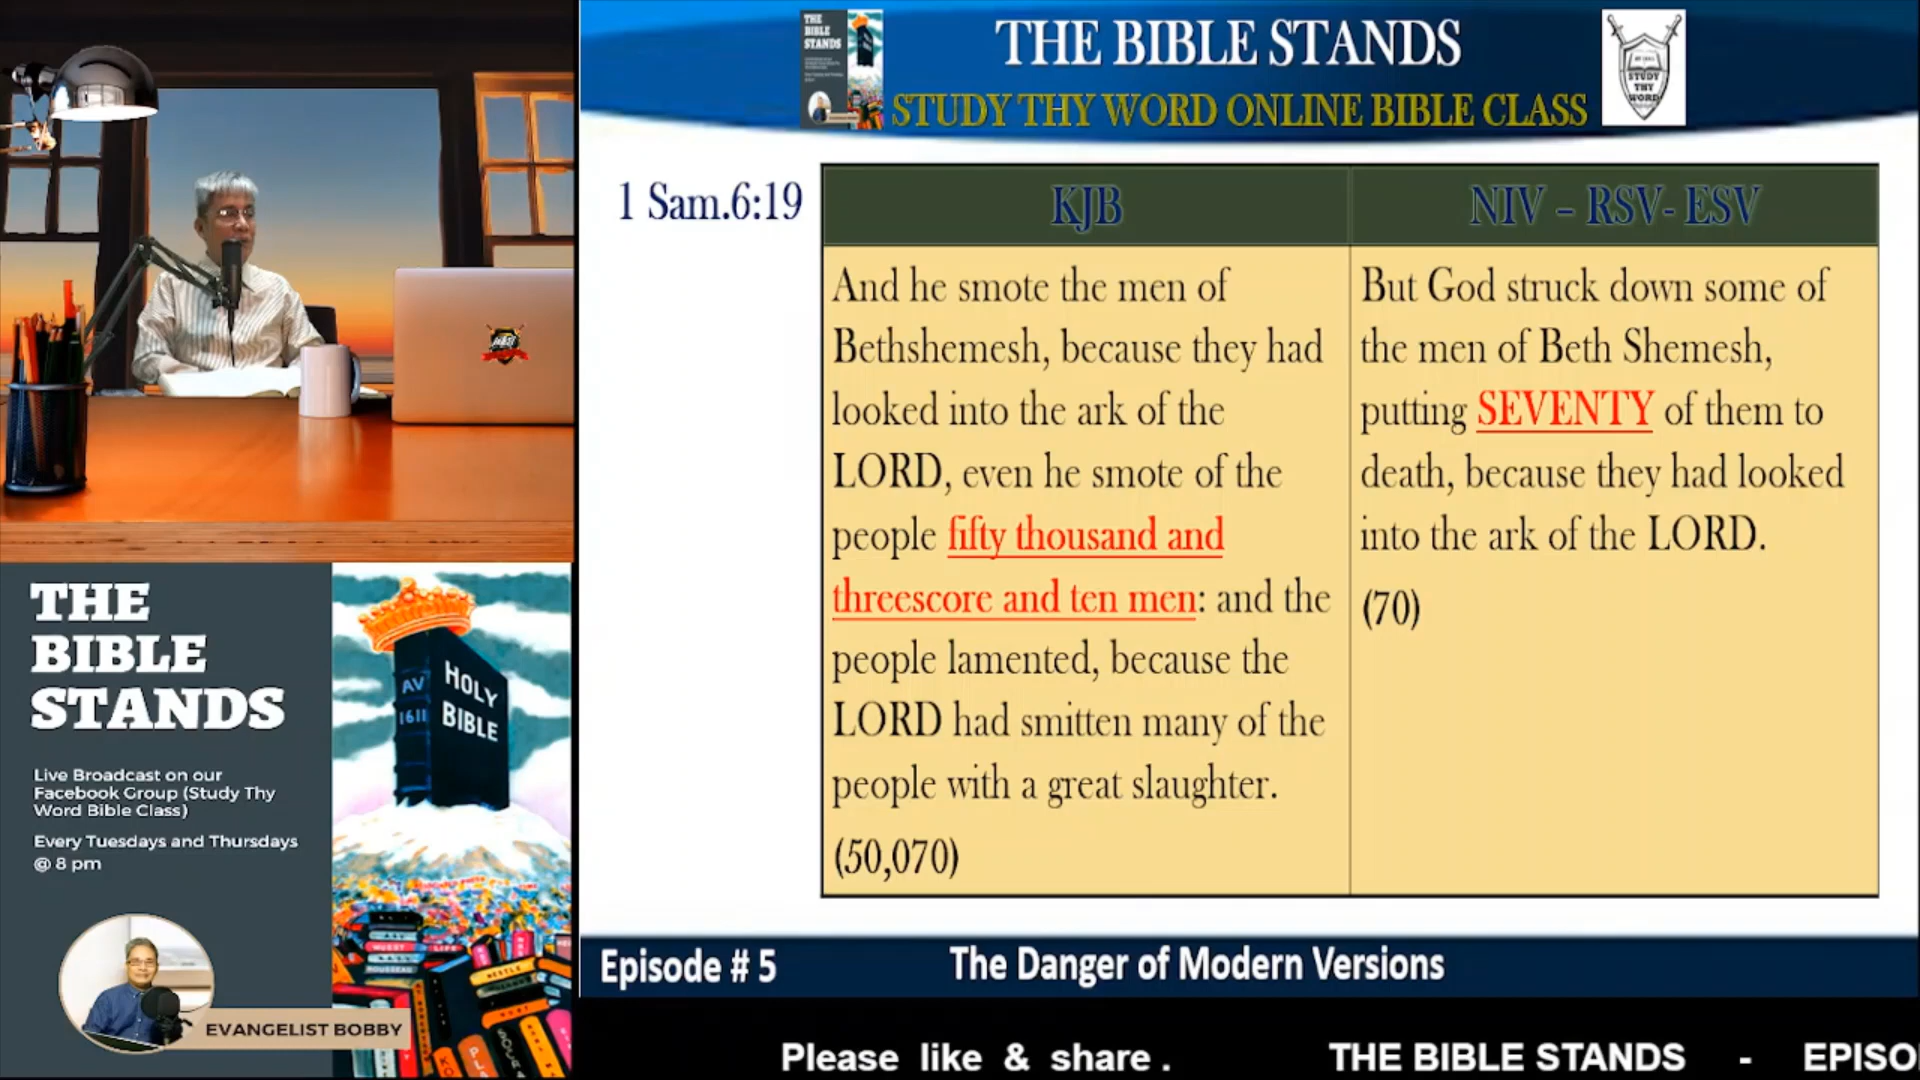 THE
BIBLE
STANDS
THE BIBLE STANDS
STUDY THY WORD ONLINE BIBLE CLASS
STUDY
THY
WORD
1 Sam.6:19
KJB
NIV – RSV- ESV
And he smote the men of
Bethshemesh, because they had
looked into the ark of the
LORD, even he smote of the
people fifty thousand and
threescore and ten men: and the
people lamented, because the
LORD had smitten many of the
people with a great slaughter.
(50,070)
But God struck down some of
the men of Beth Shemesh,
putting SEVENTY of them to
death, because they had looked
into the ark of the LORD.
(70)
THE
BIBLE
STANDS
Live Broadcast on our
Facebook Group (Study Thy
Word Bible Class)
Every Tuesdays and Thursdays
@ 8 pm
HOLY
BIBLE
AV
1611
EVANGELIST BOBBY
Episode # 5
The Danger of Modern Versions
Please like & share .
THE BIBLE STANDS - EPISO